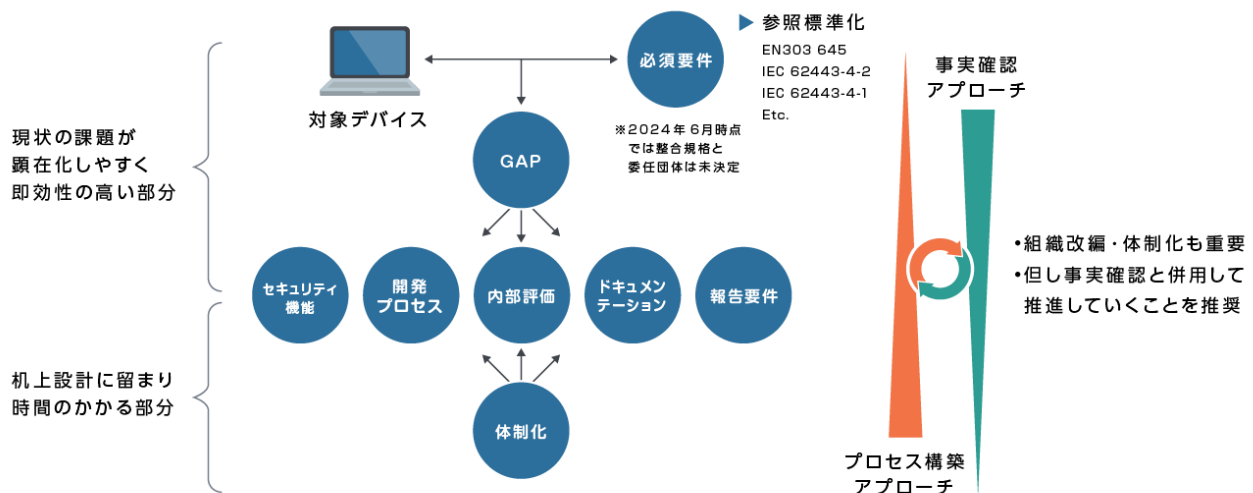 対象デバイス
必須要件
▶ 参照標準化
EN303 645
IEC 62443-4-2
IEC 62443-4-1
Etc.
※2024年6月時点
では整合規格と
委任団体は未決定
現状の課題が
顕在化しやすく
即効性の高い部分
GAP
セキュリティ
機能
開発
プロセス
内部評価
ドキュメン
テーション
報告要件
机上設計に留まり
時間のかかる部分
体制化
事実確認
アプローチ
•組織改編・体制化も重要
•但し事実確認と併用して
推進していくことを推奨
プロセス構築
アプローチ